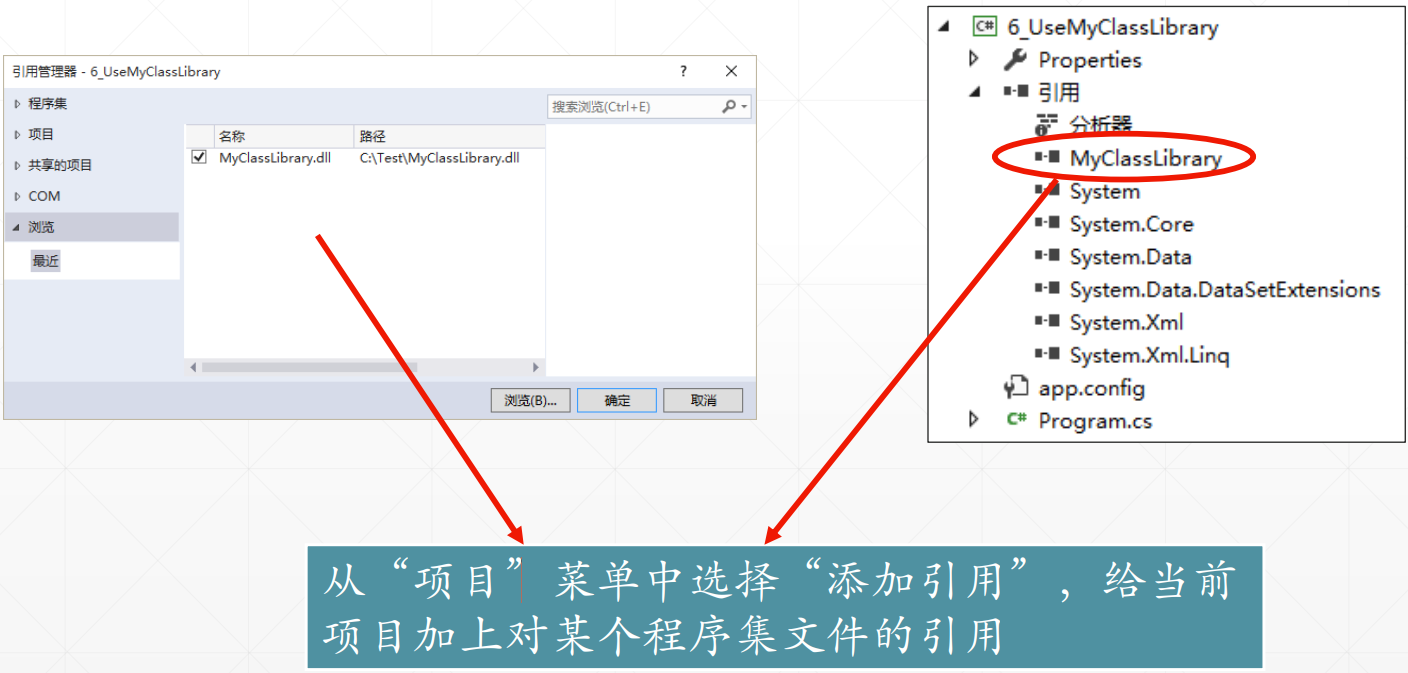 引用管理器 - 6_UseMyClassLibrary
?
程序集
项目
共享的项目
COM
浏览
最近
搜索浏览(Ctrl+E)
名称 路径
MyClassLibrary.dll C:\Test\MyClassLibrary.dll
浏览(B)... 确定 取消
C# 6_UseMyClassLibrary
Properties
引用
分析器
MyClassLibrary
System
System.Core
System.Data
System.Data.DataSetExtensions
System.Xml
System.Xml.Linq
app.config
C# Program.cs
从“项目”菜单中选择“添加引用”，给当前
项目加上对某个程序集文件的引用